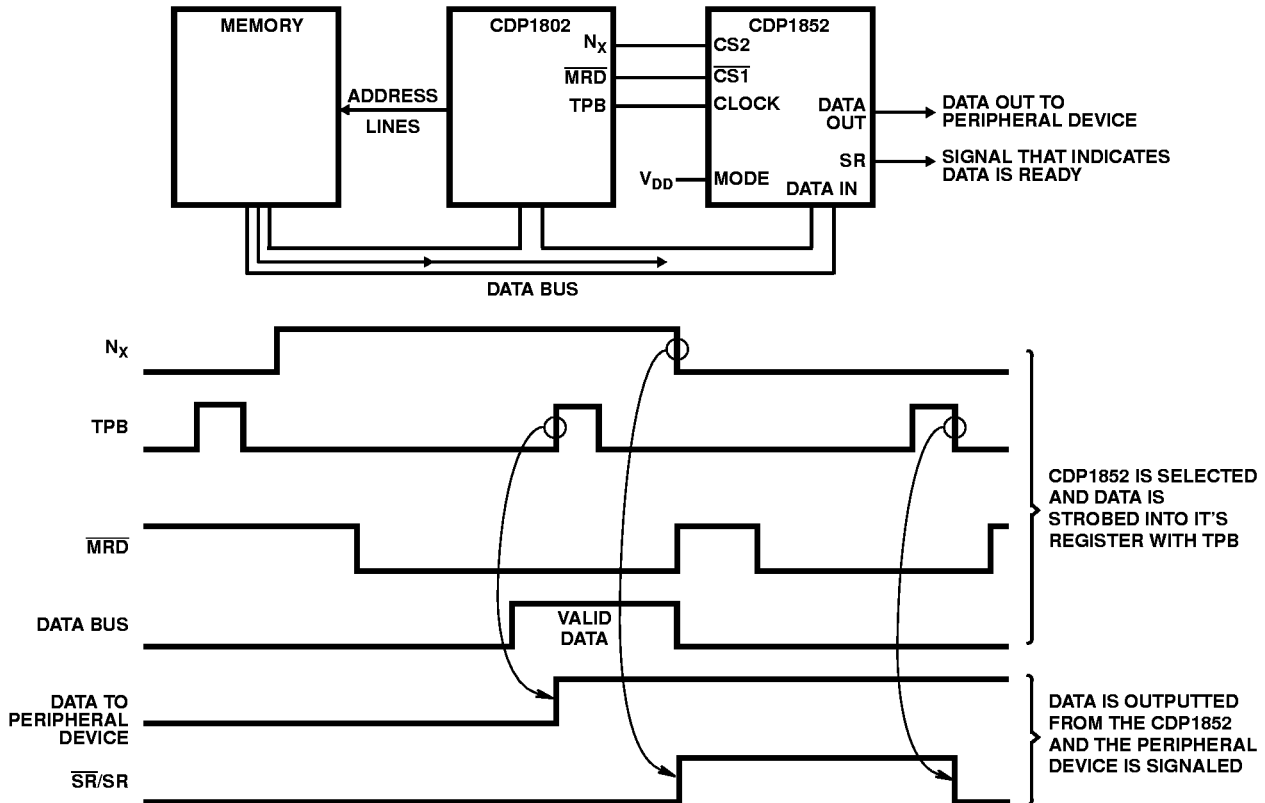 MEMORY
CDP1802
CDP1852
NX
CS2
MRD
CS1
TPB
CLOCK
ADDRESS
LINES
DATA
OUT
DATA OUT TO
PERIPHERAL DEVICE
SR
SIGNAL THAT INDICATES
DATA IS READY
VDD
MODE
DATA IN
DATA BUS
NX
TPB
MRD
DATA BUS
VALID
DATA
CDP1852 IS SELECTED
AND DATA IS
STROBED INTO IT'S
REGISTER WITH TPB
DATA TO
PERIPHERAL
DEVICE
SR/SR
DATA IS OUTPUTTED
FROM THE CDP1852
AND THE PERIPHERAL
DEVICE IS SIGNALED